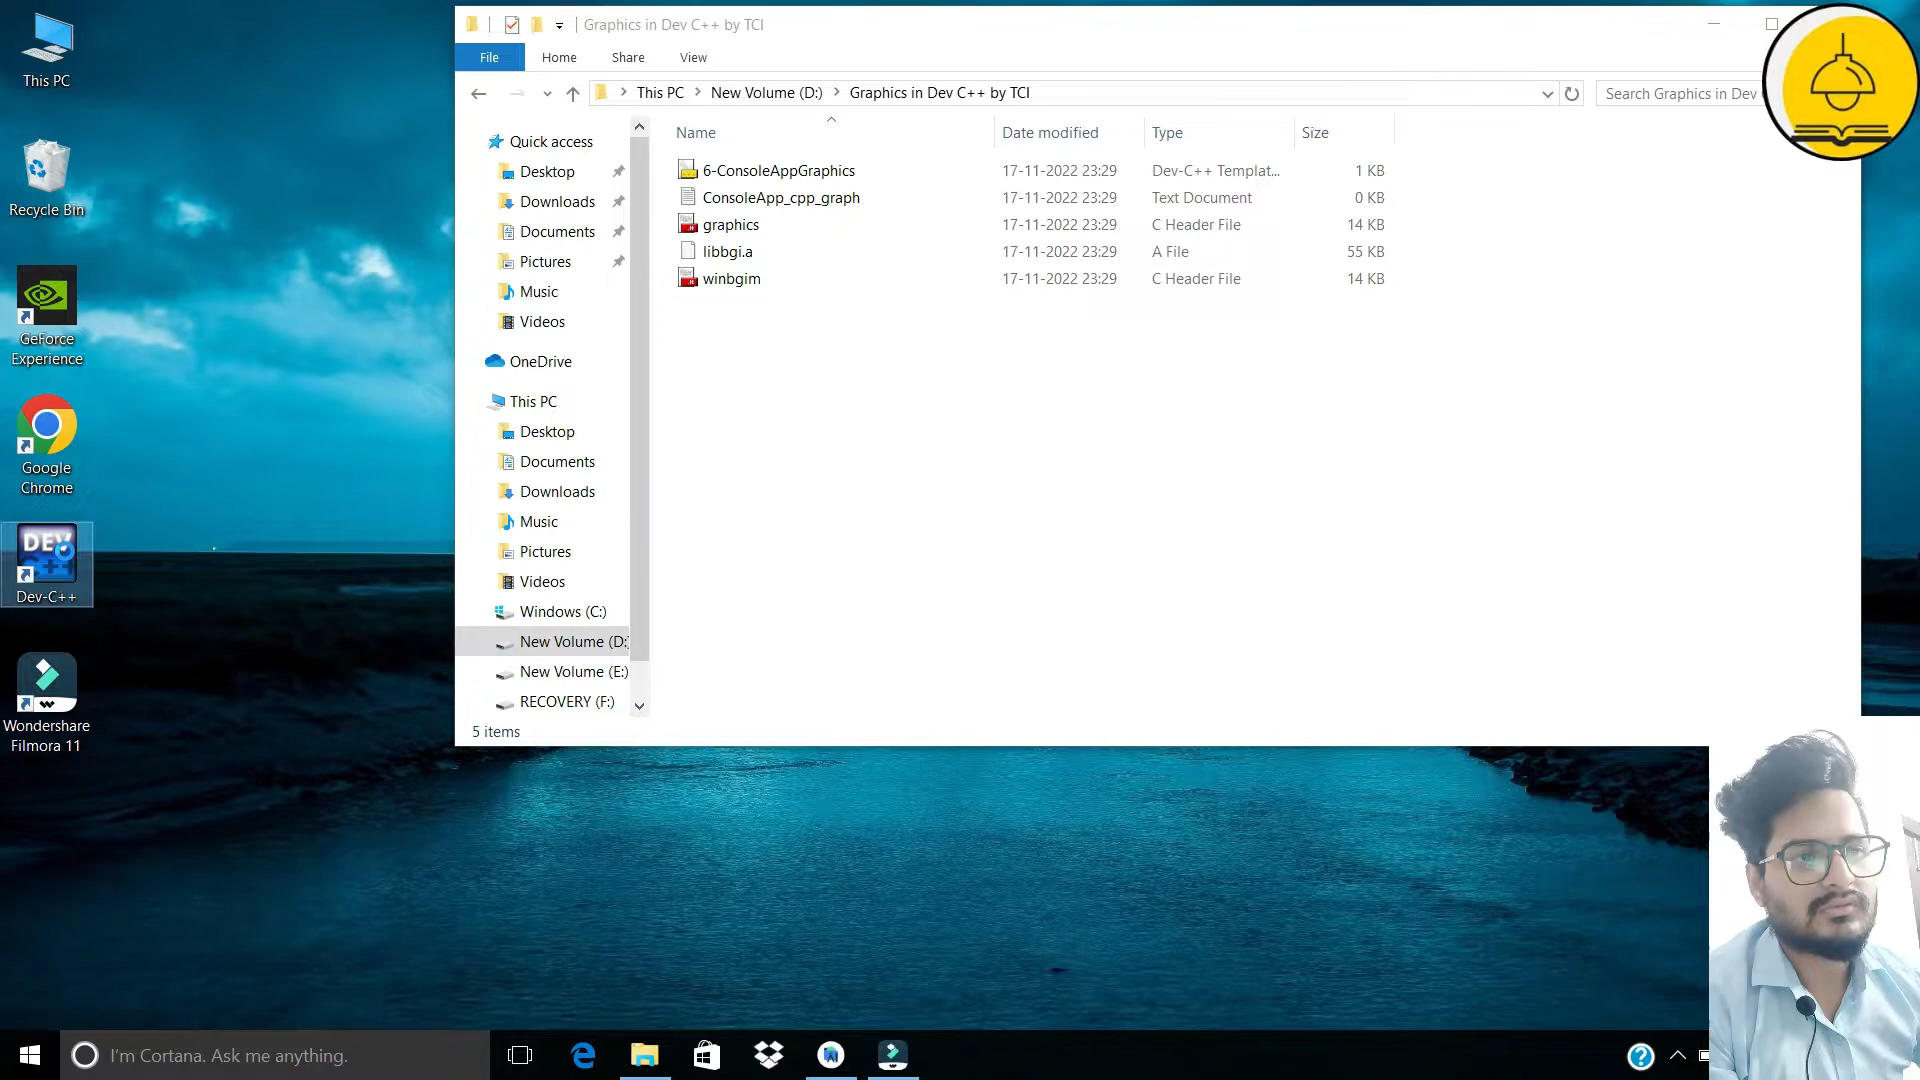 This PC
Recycle Bin
GeForce
Experience
Google
Chrome
DEV
C++
Dev-C++
Wondershare
Filmora 11
Graphics in Dev C++ by TCI
File Home Share View
This PC New Volume (D:) Graphics in Dev C++ by TCI
Search Graphics in Dev
Name Date modified Type Size
6-ConsoleAppGraphics 17-11-2022 23:29 Dev-C++ Templat... 1 KB
ConsoleApp_cpp_graph 17-11-2022 23:29 Text Document 0 KB
graphics 17-11-2022 23:29 C Header File 14 KB
libbgi.a 17-11-2022 23:29 A File 55 KB
winbgim 17-11-2022 23:29 C Header File 14 KB
Quick access
Desktop
Downloads
Documents
Pictures
Music
Videos
OneDrive
This PC
Desktop
Documents
Downloads
Music
Pictures
Videos
Windows (C:)
New Volume (D:)
New Volume (E:)
RECOVERY (F:)
5 items
I'm Cortana. Ask me anything.